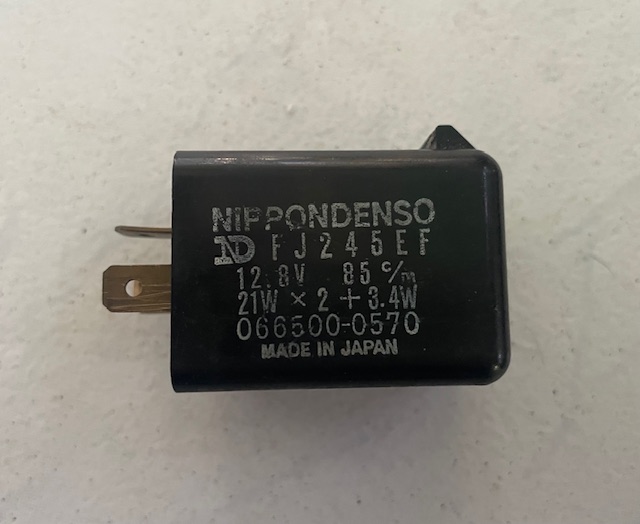 NIPPONDENSO
ND FJ245EF
12.8V 85 c/m
21W × 2 + 3.4W
066500-0570
MADE IN JAPAN